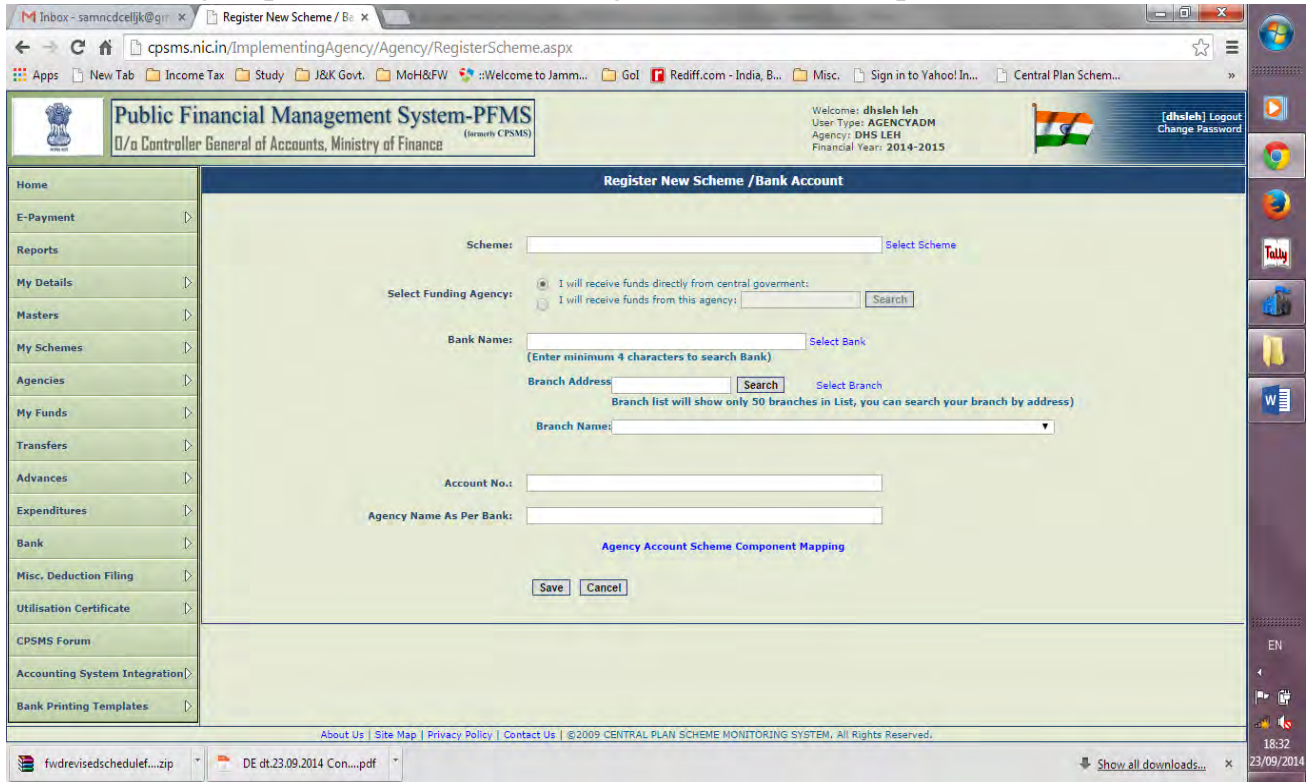 M Inbox - samncdcelljk@gm ×
Register New Scheme / Ba ×
cpsms.nic.in/ImplementingAgency/Agency/RegisterScheme.aspx
Apps New Tab Income Tax Study J&K Govt. MoH&FW ::Welcome to Jamm... GoI Rediff.com - India, B... Misc. Sign in to Yahoo! In... Central Plan Schem... »
Public Financial Management System-PFMS
(formerly CPSMS)
O/o Controller General of Accounts, Ministry of Finance
Welcome: dhsleh leh
User Type: AGENCYADM
Agency: DHS LEH
Financial Year: 2014-2015
[dhsleh] Logout
Change Password
Home
E-Payment
Reports
My Details
Masters
My Schemes
Agencies
My Funds
Transfers
Advances
Expenditures
Bank
Misc. Deduction Filing
Utilisation Certificate
CPSMS Forum
Accounting System Integration
Bank Printing Templates
Register New Scheme /Bank Account
Scheme: Select Scheme
Select Funding Agency:
I will receive funds directly from central goverment:
I will receive funds from this agency: Search
Bank Name: Select Bank
(Enter minimum 4 characters to search Bank)
Branch Address Search Select Branch
Branch list will show only 50 branches in List, you can search your branch by address)
Branch Name:
Account No.:
Agency Name As Per Bank:
Agency Account Scheme Component Mapping
Save Cancel
About Us | Site Map | Privacy Policy | Contact Us | ©2009 CENTRAL PLAN SCHEME MONITORING SYSTEM, All Rights Reserved.
fwdrevisedschedulef....zip
DE dt.23.09.2014 Con....pdf
Show all downloads... ×
Tally
W
EN
18:32
23/09/2014